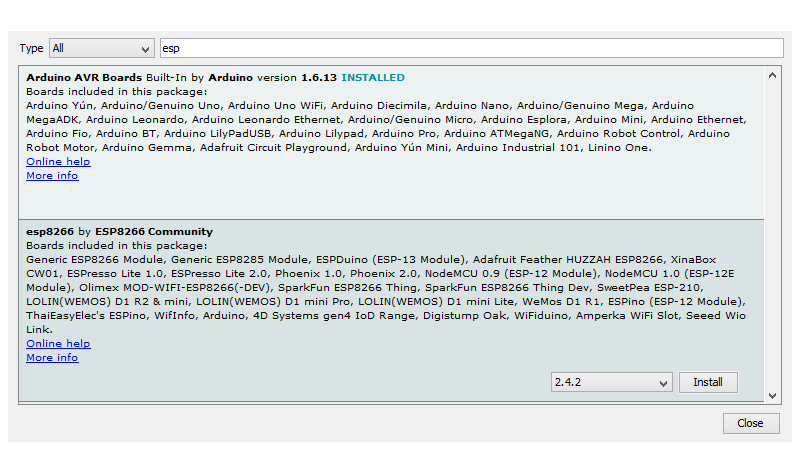 Type All esp
Arduino AVR Boards Built-In by Arduino version 1.6.13 INSTALLED
Boards included in this package:
Arduino Yún, Arduino/Genuino Uno, Arduino Uno WiFi, Arduino Diecimila, Arduino Nano, Arduino/Genuino Mega, Arduino
MegaADK, Arduino Leonardo, Arduino Leonardo Ethernet, Arduino/Genuino Micro, Arduino Esplora, Arduino Mini, Arduino Ethernet,
Arduino Fio, Arduino BT, Arduino LilyPadUSB, Arduino Lilypad, Arduino Pro, Arduino ATMegaNG, Arduino Robot Control, Arduino
Robot Motor, Arduino Gemma, Adafruit Circuit Playground, Arduino Yún Mini, Arduino Industrial 101, Linino One.
Online help
More info
esp8266 by ESP8266 Community
Boards included in this package:
Generic ESP8266 Module, Generic ESP8285 Module, ESPDuino (ESP-13 Module), Adafruit Feather HUZZAH ESP8266, XinaBox
CW01, ESPresso Lite 1.0, ESPresso Lite 2.0, Phoenix 1.0, Phoenix 2.0, NodeMCU 0.9 (ESP-12 Module), NodeMCU 1.0 (ESP-12E
Module), Olimex MOD-WIFI-ESP8266(-DEV), SparkFun ESP8266 Thing, SparkFun ESP8266 Thing Dev, SweetPea ESP-210,
LOLIN(WEMOS) D1 R2 & mini, LOLIN(WEMOS) D1 mini Pro, LOLIN(WEMOS) D1 mini Lite, WeMos D1 R1, ESPino (ESP-12 Module),
ThaiEasyElec's ESPino, WifInfo, Arduino, 4D Systems gen4 IoD Range, Digistump Oak, WiFiduino, Amperka WiFi Slot, Seeed Wio
Link.
Online help
More info
2.4.2 Install
Close